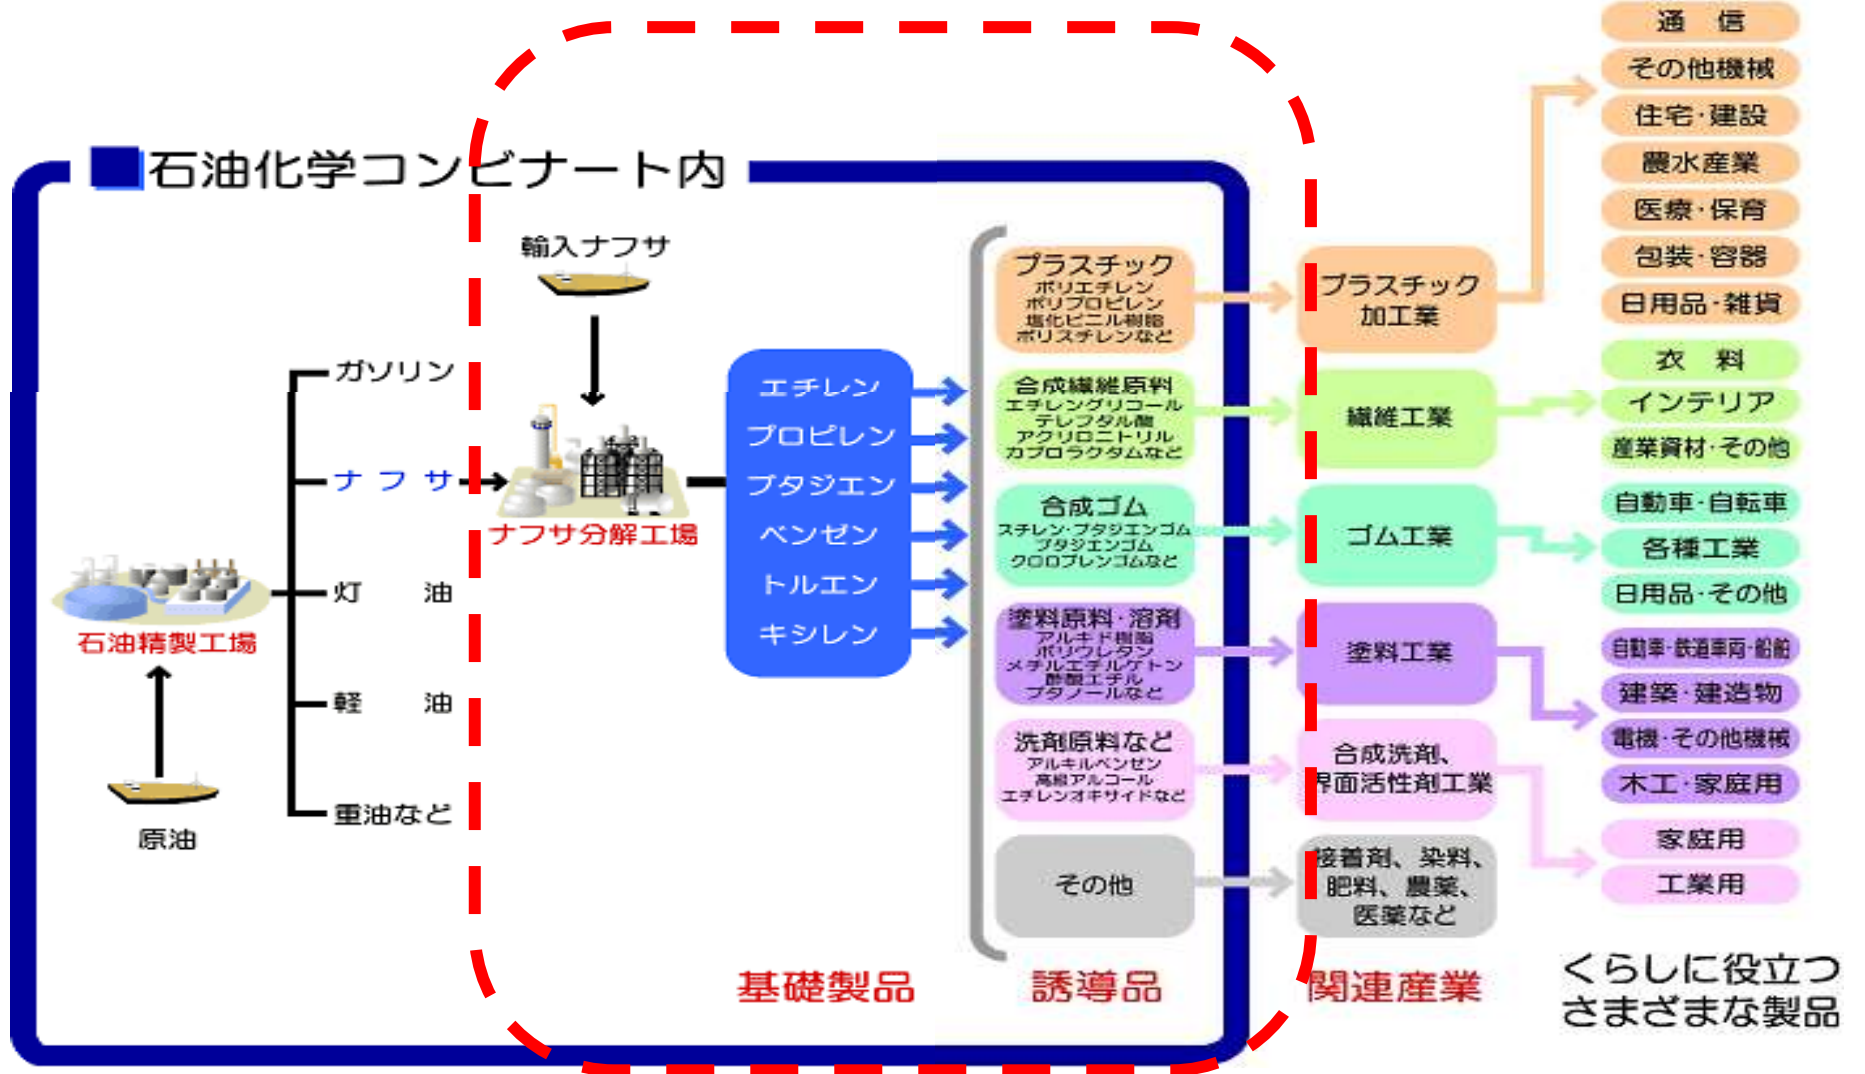 石油化学コンビナート内
輸入ナフサ
ガソリン
ナフサ
灯 油
軽 油
重油など
石油精製工場
原油
ナフサ分解工場
エチレン
プロピレン
ブタジエン
ベンゼン
トルエン
キシレン
基礎製品
プラスチック
ポリエチレン
ポリプロピレン
塩化ビニル樹脂
ポリスチレンなど
合成繊維原料
エチレングリコール
テレフタル酸
アクリロニトリル
カプロラクタムなど
合成ゴム
スチレン・ブタジエンゴム
ブタジエンゴム
クロロプレンゴムなど
塗料原料・溶剤
アルキド樹脂
ポリウレタン
メチルエチルケトン
酢酸エチル
ブタノールなど
洗剤原料など
アルキルベンゼン
高級アルコール
エチレンオキサイドなど
その他
誘導品
プラスチック
加工業
繊維工業
ゴム工業
塗料工業
合成洗剤、
界面活性剤工業
接着剤、染料、
肥料、農薬、
医薬など
関連産業
通 信
その他機械
住宅・建設
農水産業
医療・保育
包装・容器
日用品・雑貨
衣 料
インテリア
産業資材・その他
自動車・自転車
各種工業
日用品・その他
自動車・鉄道車両・船舶
建築・建造物
電機・その他機械
木工・家庭用
家庭用
工業用
くらしに役立つ
さまざまな製品